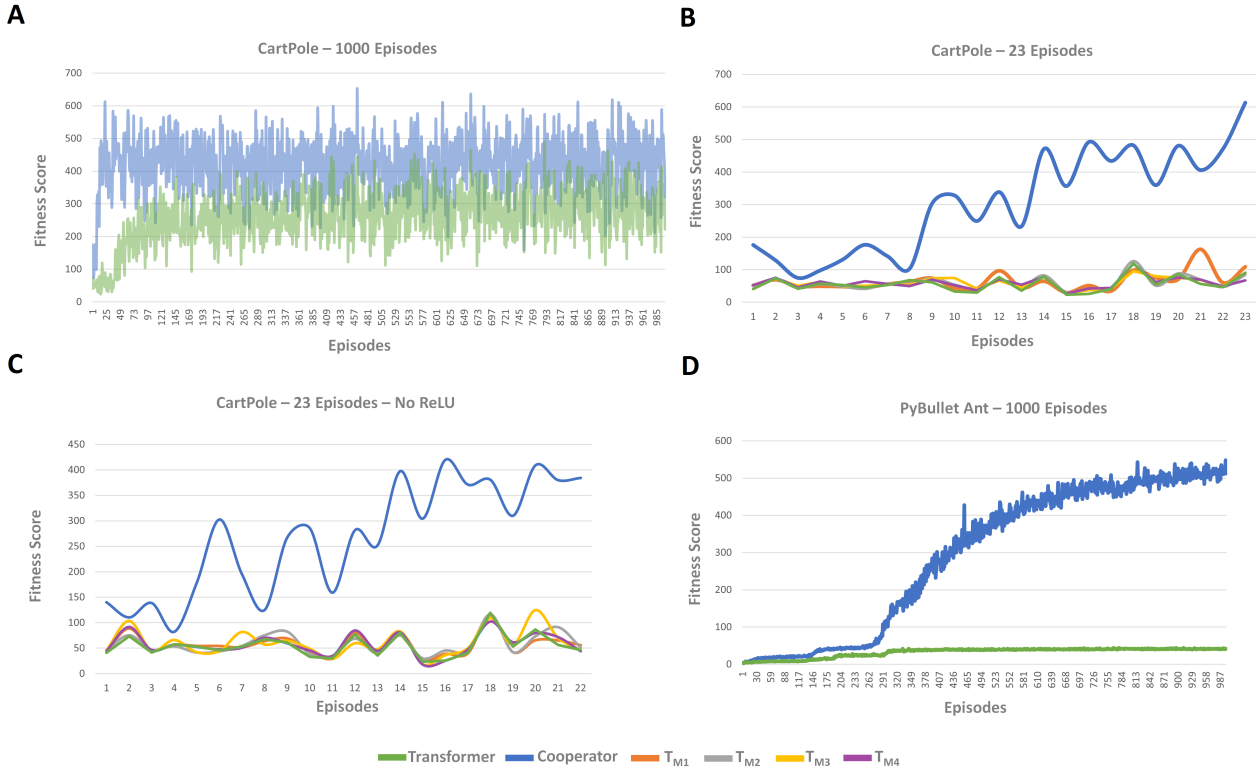 A
CartPole – 1000 Episodes
700
600
500
400
300
200
100
0
Fitness Score
1 25 49 73 97 121 145 169 193 217 241 265 289 313 337 361 385 409 433 457 481 505 529 553 577 601 625 649 673 697 721 745 769 793 817 841 865 889 913 937 961 985
Episodes
B
CartPole – 23 Episodes
700
600
500
400
300
200
100
0
Fitness Score
1 2 3 4 5 6 7 8 9 10 11 12 13 14 15 16 17 18 19 20 21 22 23
Episodes
C
CartPole – 23 Episodes – No ReLU
450
400
350
300
250
200
150
100
50
0
Fitness Score
1 2 3 4 5 6 7 8 9 10 11 12 13 14 15 16 17 18 19 20 21 22
Episodes
D
PyBullet Ant – 1000 Episodes
600
500
400
300
200
100
0
Fitness Score
1 30 59 88 117 146 175 204 233 262 291 320 349 378 407 436 465 494 523 552 581 610 639 668 697 726 755 784 813 842 871 900 929 958 987
Episodes
Transformer Cooperator T_M1 T_M2 T_M3 T_M4